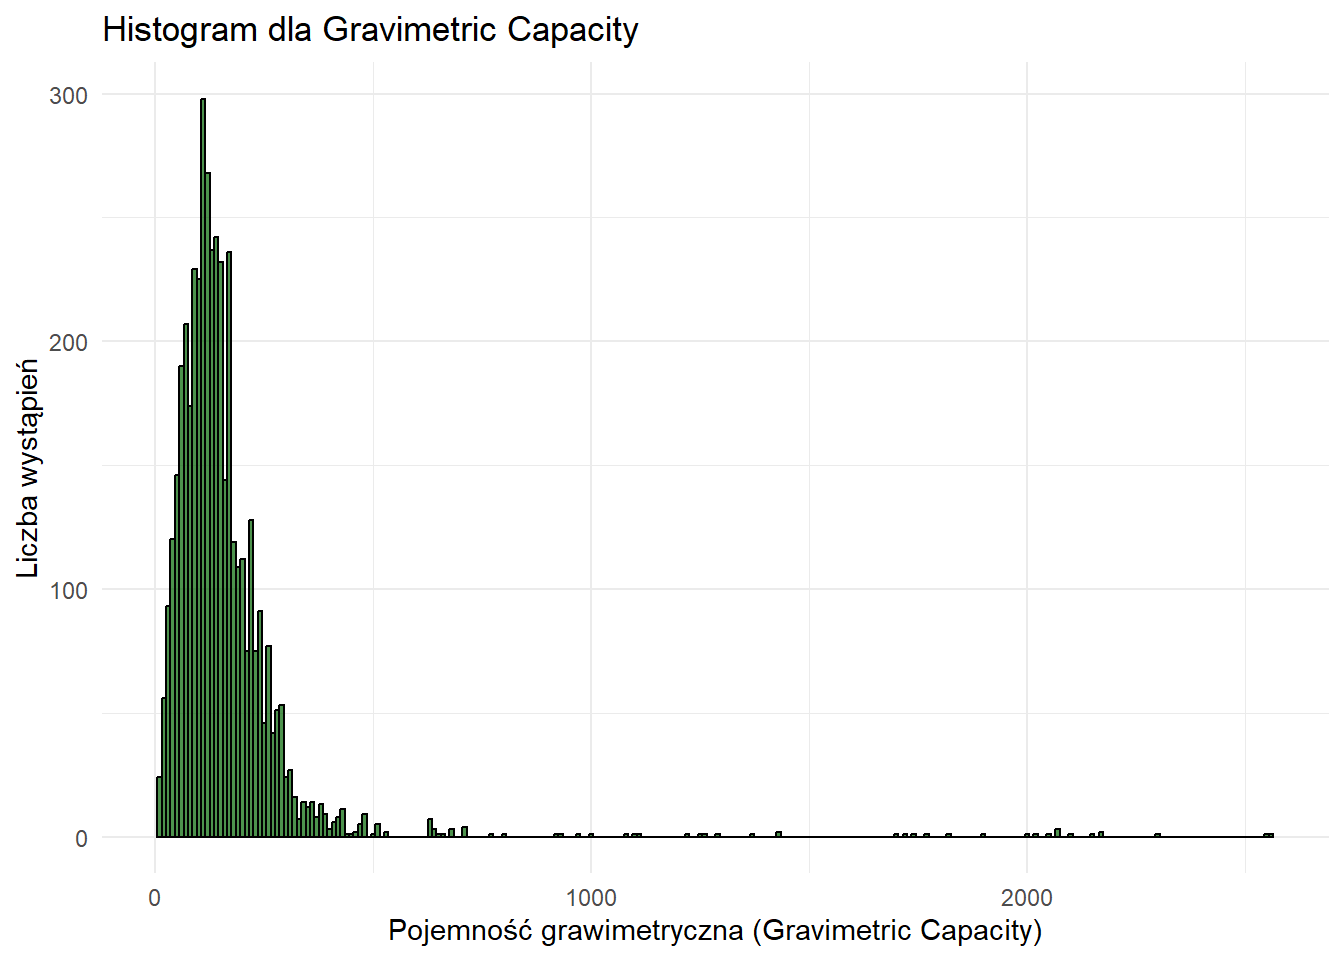 Histogram dla Gravimetric Capacity
300
200
100
0
Liczba wystąpień
0 1000 2000
Pojemność grawimetryczna (Gravimetric Capacity)